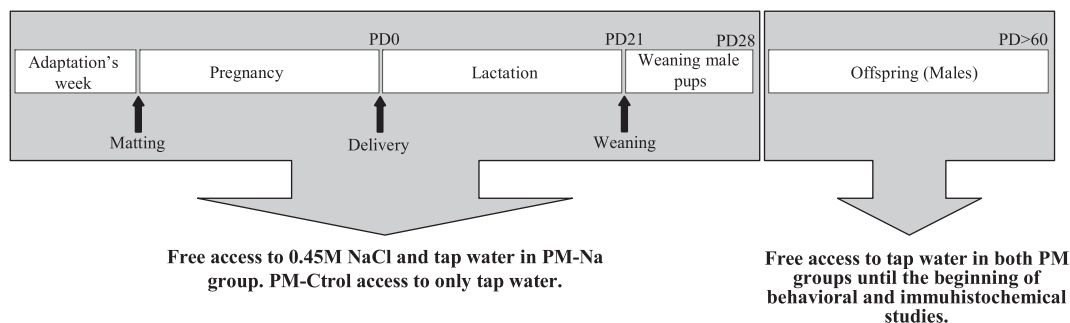 PD0
PD21
PD28
PD>60
Adaptation's
week
Pregnancy
Lactation
Weaning male
pups
Offspring (Males)
Matting
Delivery
Weaning
Free access to 0.45M NaCl and tap water in PM-Na
group. PM-Ctrol access to only tap water.
Free access to tap water in both PM
groups until the beginning of
behavioral and immuhistochemical
studies.